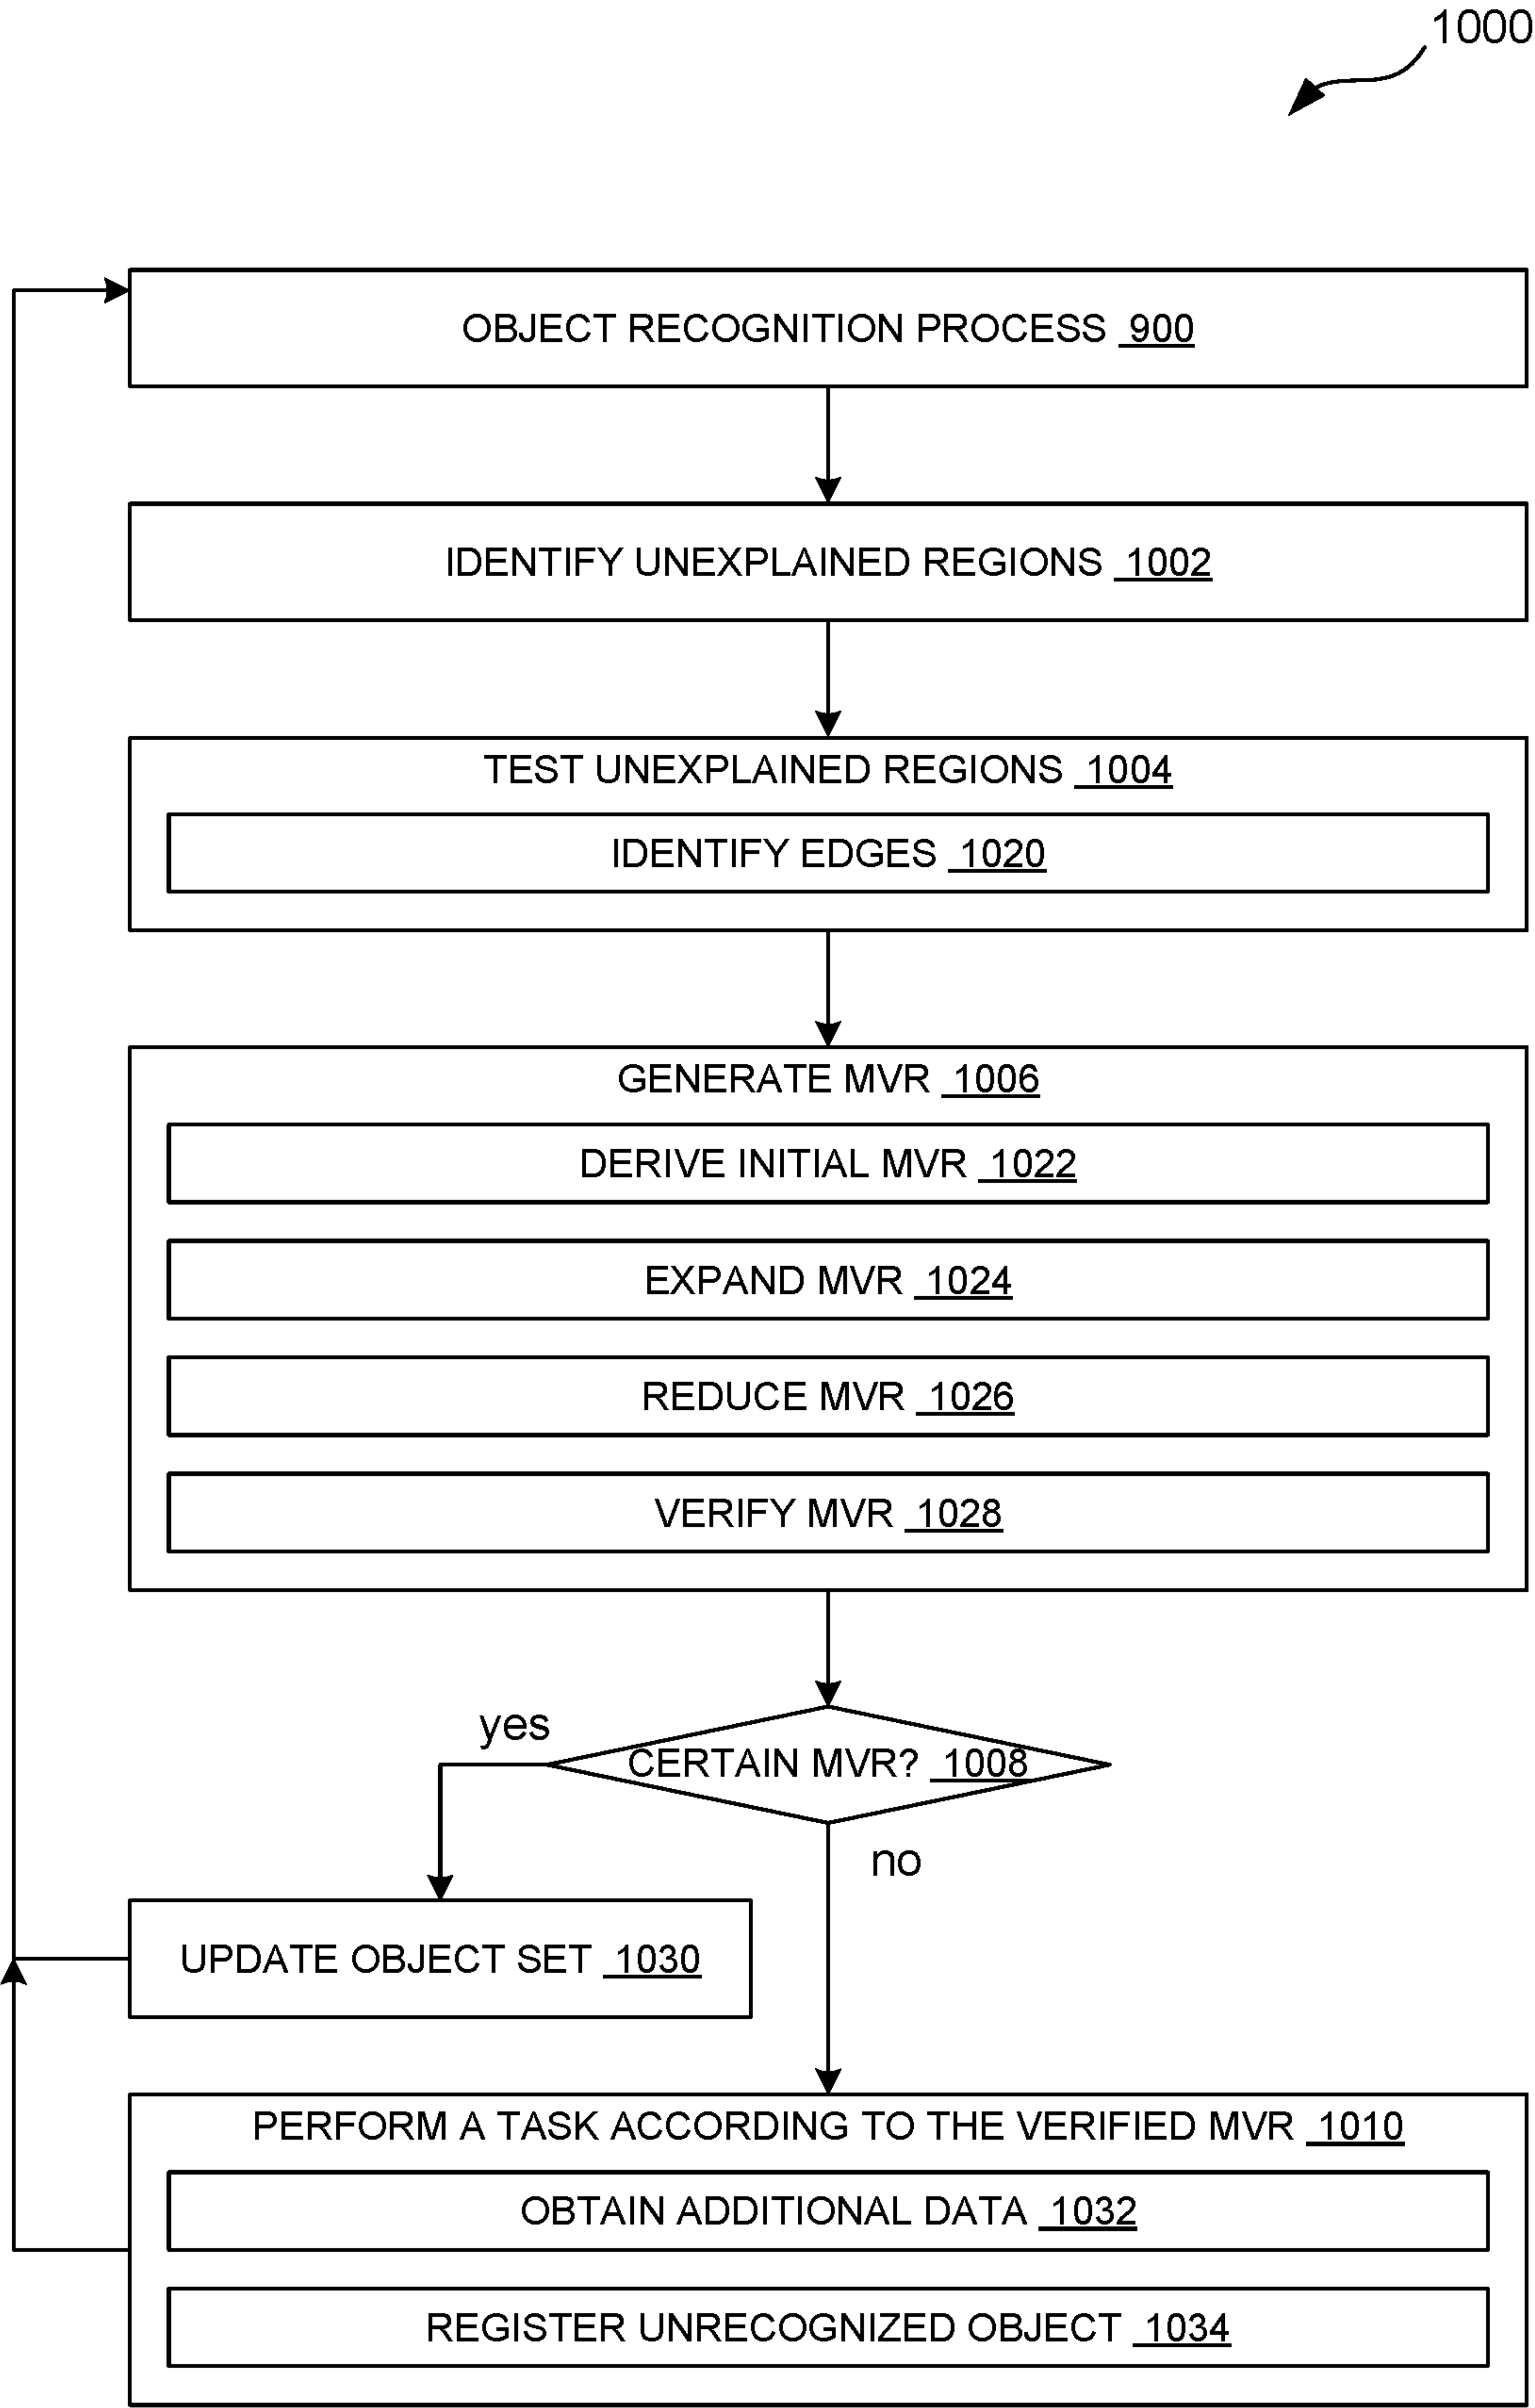 1000
OBJECT RECOGNITION PROCESS 900
IDENTIFY UNEXPLAINED REGIONS 1002
TEST UNEXPLAINED REGIONS 1004
IDENTIFY EDGES 1020
GENERATE MVR 1006
DERIVE INITIAL MVR 1022
EXPAND MVR 1024
REDUCE MVR 1026
VERIFY MVR 1028
yes
CERTAIN MVR? 1008
no
UPDATE OBJECT SET 1030
PERFORM A TASK ACCORDING TO THE VERIFIED MVR 1010
OBTAIN ADDITIONAL DATA 1032
REGISTER UNRECOGNIZED OBJECT 1034